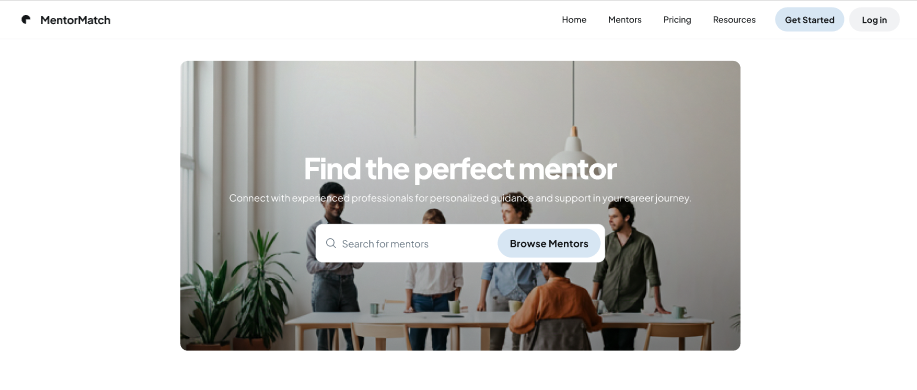 MentorMatch
Home Mentors Pricing Resources Get Started Log in
Find the perfect mentor
Connect with experienced professionals for personalized guidance and support in your career journey.
Search for mentors Browse Mentors